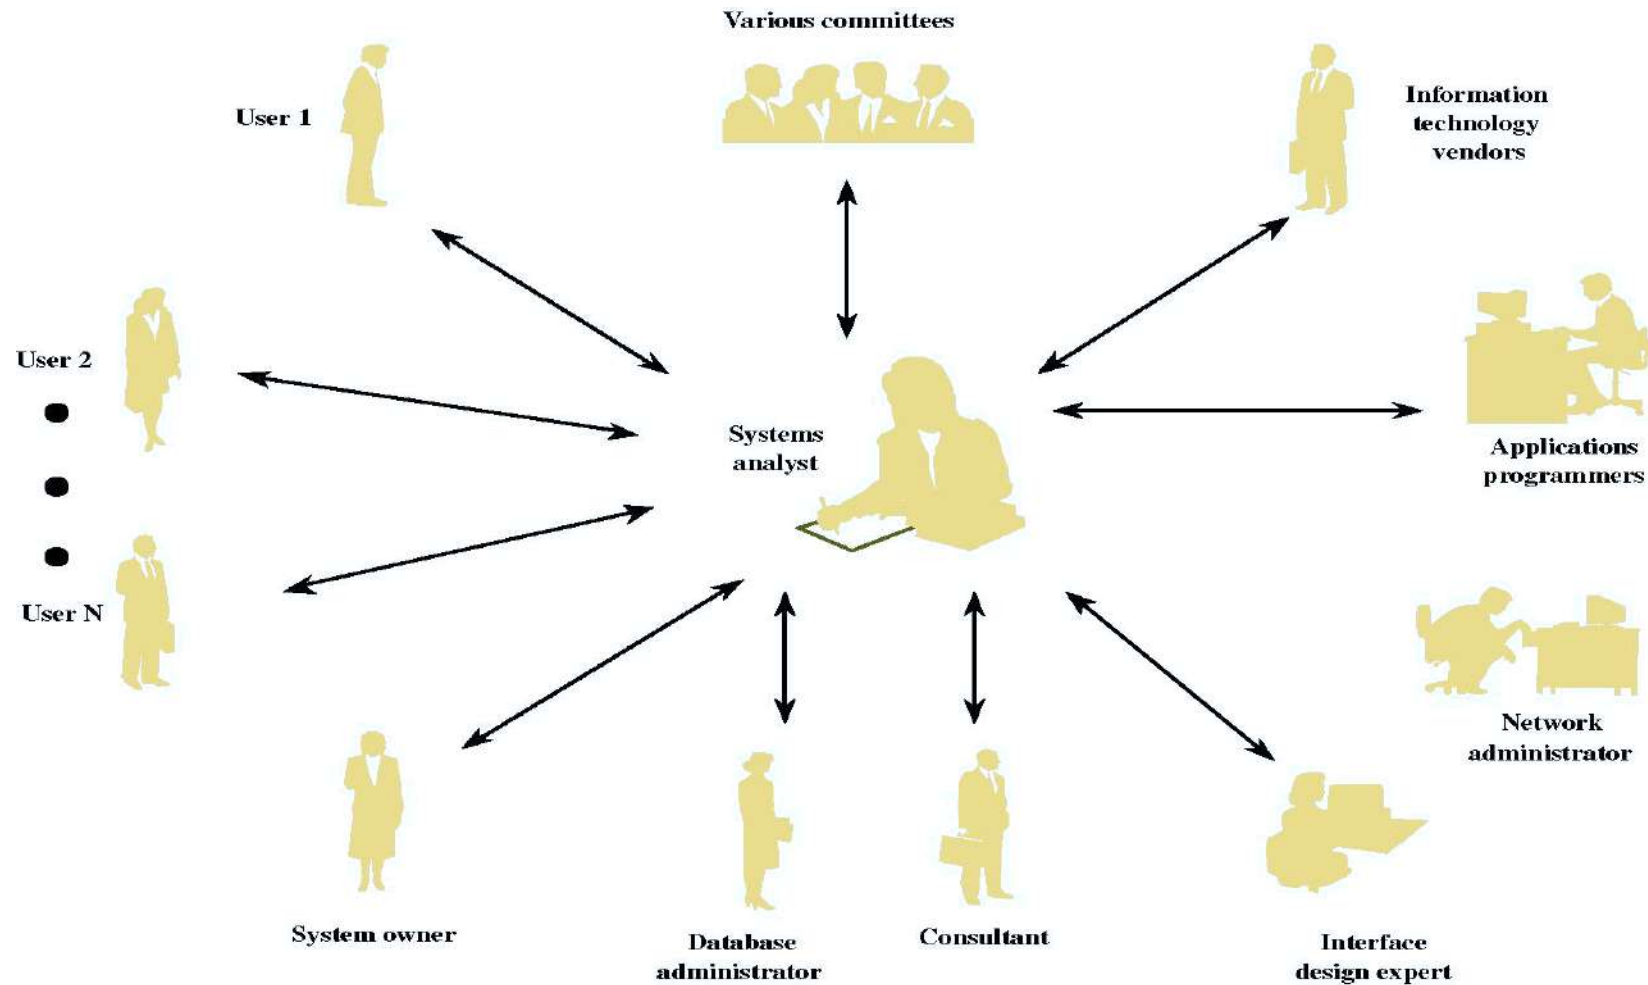 Various committees
User 1
Information
technology
vendors
User 2
Systems
analyst
Applications
programmers
User N
Network
administrator
System owner
Database
administrator
Consultant
Interface
design expert